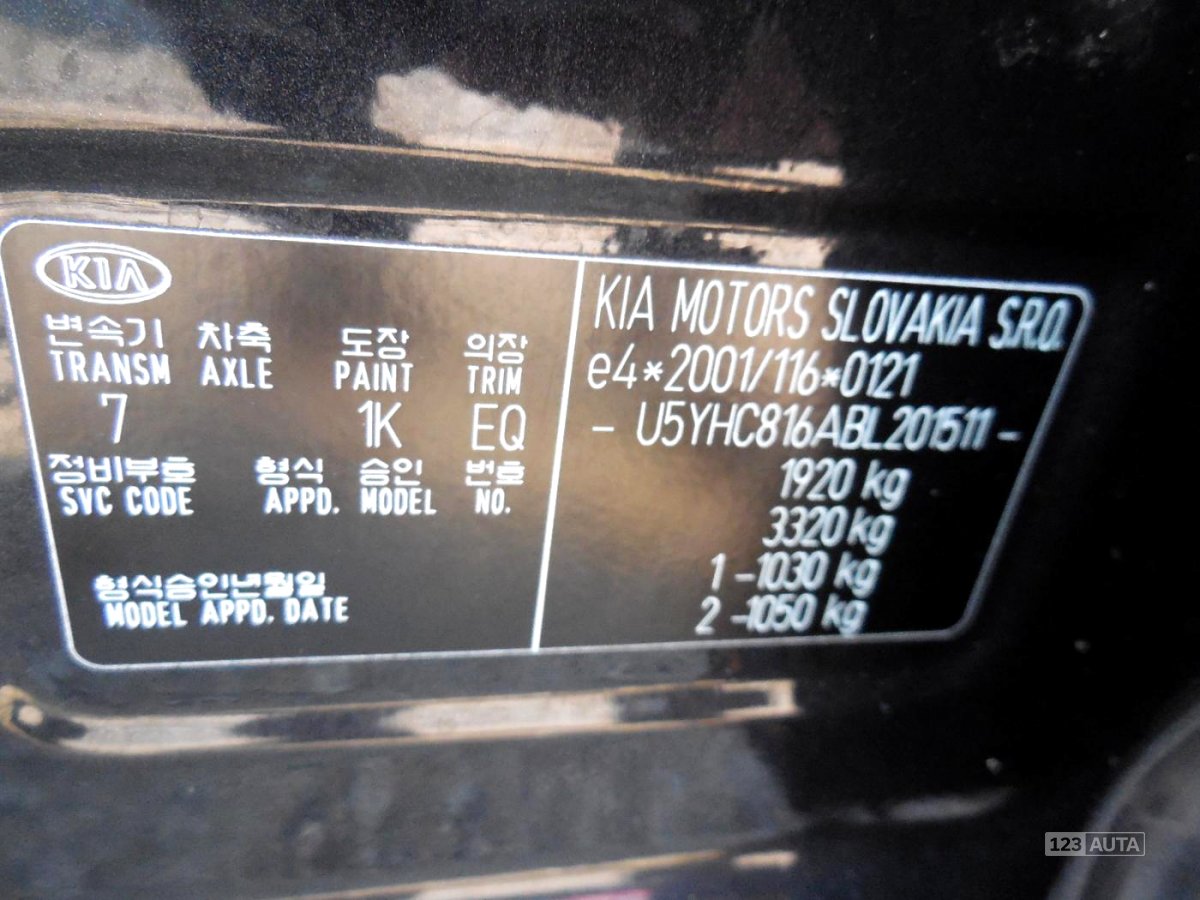 KIA
변속기 차축 도장 의장
TRANSM AXLE PAINT TRIM
7 1K EQ
정비부호 형식 승인 번호
SVC CODE APPD. MODEL NO.
형식승인년월일
MODEL APPD. DATE
KIA MOTORS SLOVAKIA S.R.O.
e4*2001/116*0121
- U5YHC816ABL201511 -
1920 kg
3320 kg
1 -1030 kg
2 -1050 kg
123 AUTA